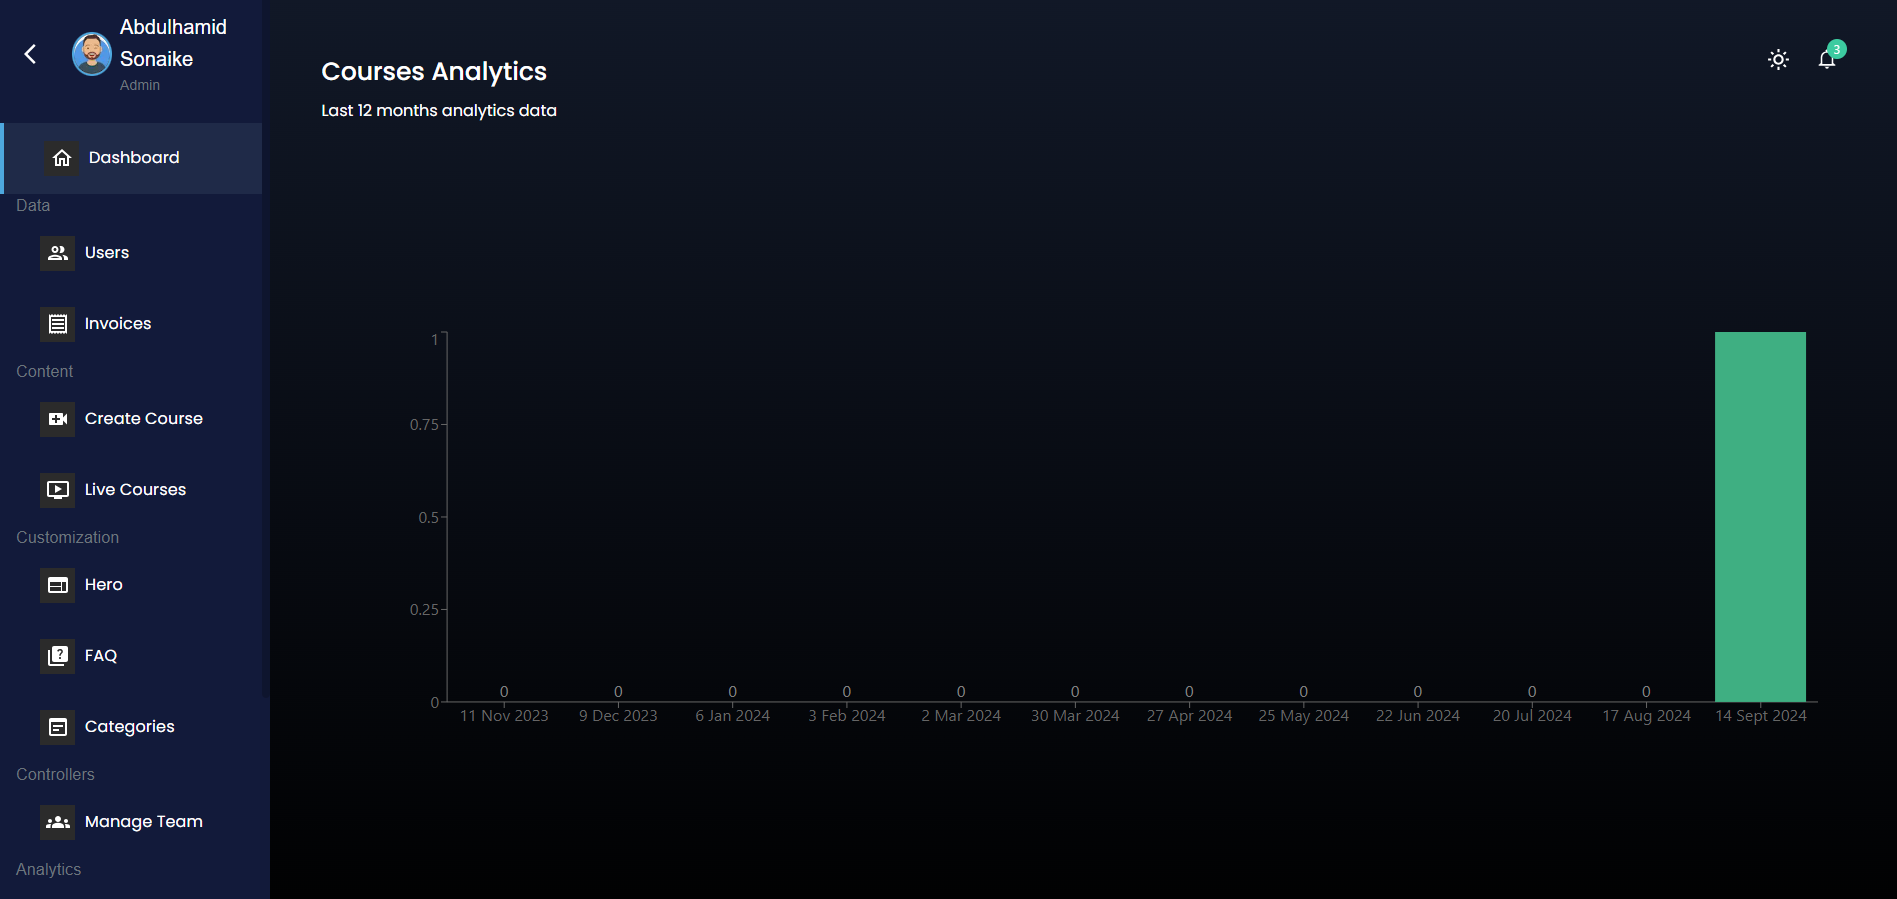 Abdulhamid
Sonaike
Admin
Dashboard
Data
Users
Invoices
Content
Create Course
Live Courses
Customization
Hero
FAQ
Categories
Controllers
Manage Team
Analytics
Courses Analytics
Last 12 months analytics data
3
1
0.75
0.5
0.25
0
0 0 0 0 0 0 0 0 0 0 0
11 Nov 2023 9 Dec 2023 6 Jan 2024 3 Feb 2024 2 Mar 2024 30 Mar 2024 27 Apr 2024 25 May 2024 22 Jun 2024 20 Jul 2024 17 Aug 2024 14 Sept 2024